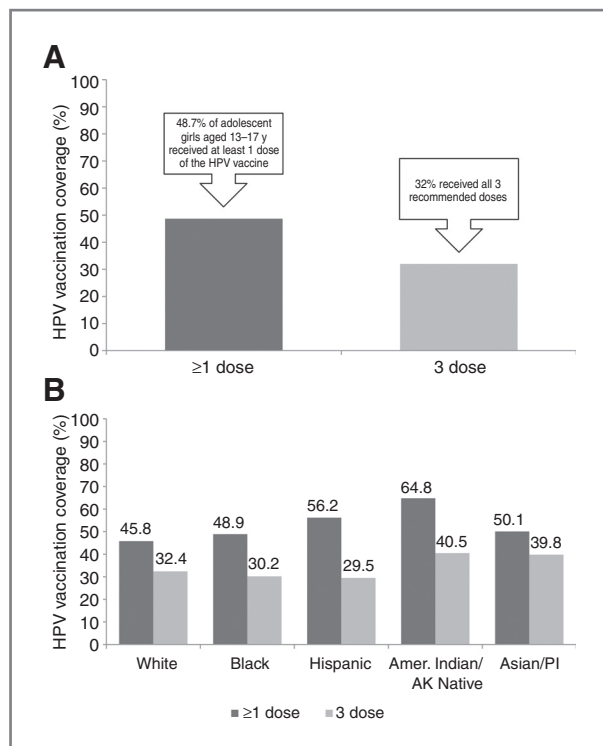 A
HPV vaccination coverage (%)
100
90
80
70
60
50
40
30
20
10
0
48.7% of adolescent
girls aged 13–17 y
received at least 1 dose
of the HPV vaccine
32% received all 3
recommended doses
≥1 dose
3 dose
B
HPV vaccination coverage (%)
100
90
80
70
60
50
40
30
20
10
0
45.8
32.4
48.9
30.2
56.2
29.5
64.8
40.5
50.1
39.8
White
Black
Hispanic
Amer. Indian/
AK Native
Asian/PI
≥1 dose
3 dose